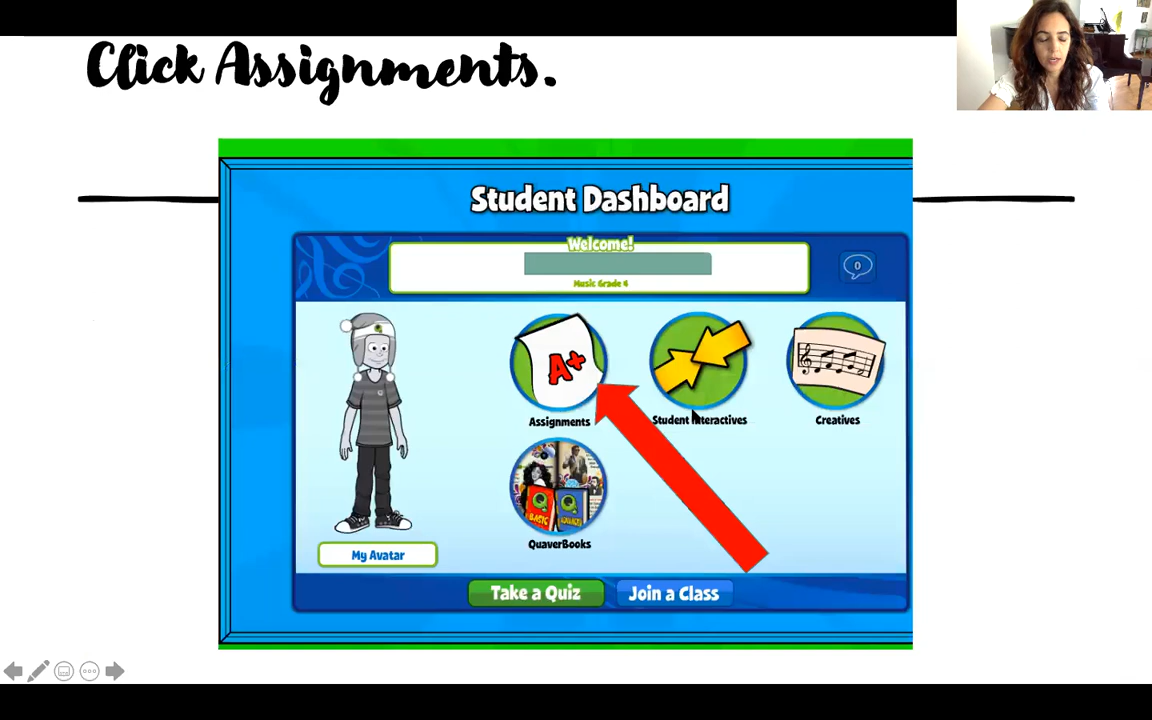 Click Assignments.
Student Dashboard
Welcome!
Music Grade 4
0
A+
Assignments
Student Interactives
Creatives
Q
BASIC
Q
QuaverBooks
My Avatar
Take a Quiz
Join a Class